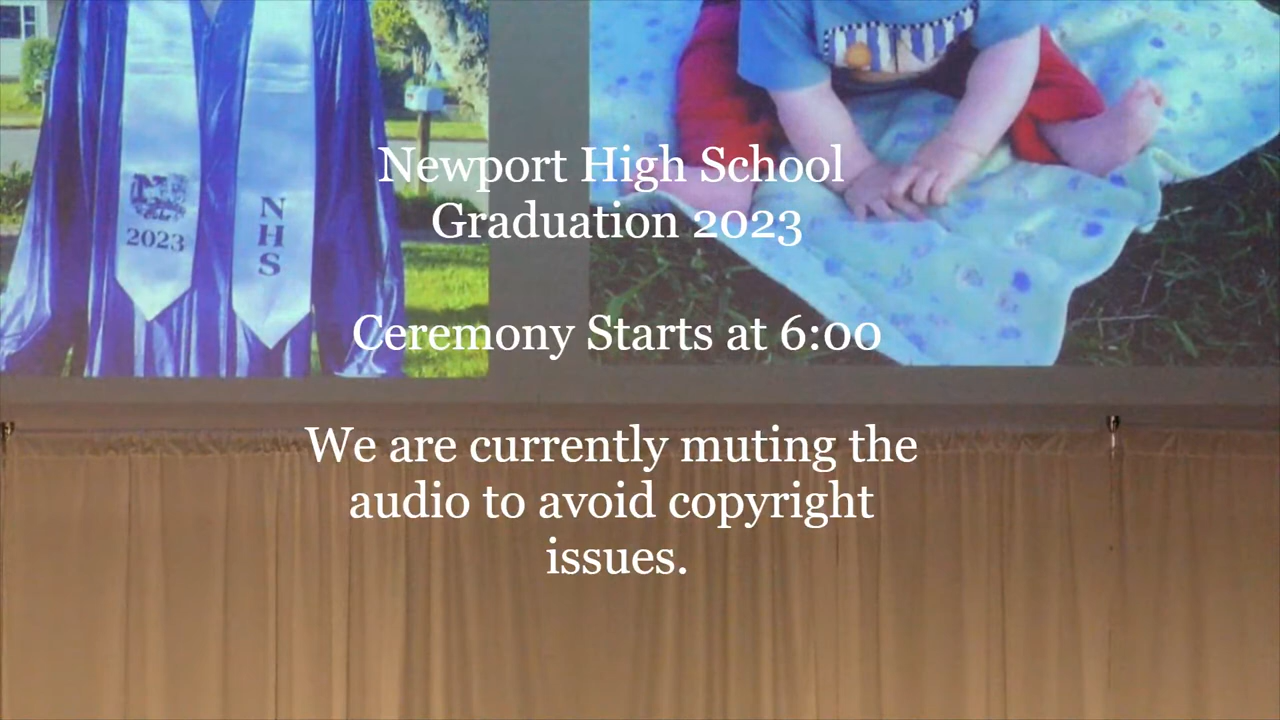 2023
N
H
S
Newport High School
Graduation 2023
Ceremony Starts at 6:00
We are currently muting the
audio to avoid copyright
issues.